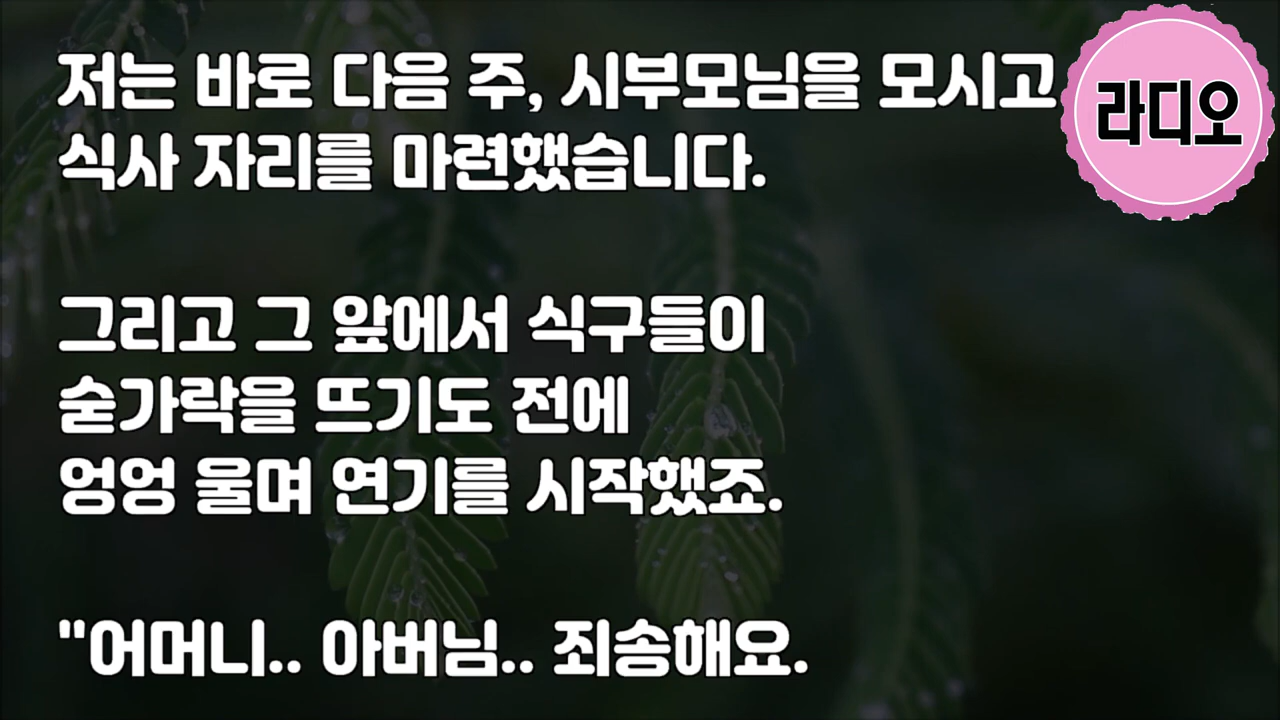 저는 바로 다음 주, 시부모님을 모시고
식사 자리를 마련했습니다.
그리고 그 앞에서 식구들이
숟가락을 뜨기도 전에
엉엉 울며 연기를 시작했죠.
"어머니.. 아버님.. 죄송해요.
라디오